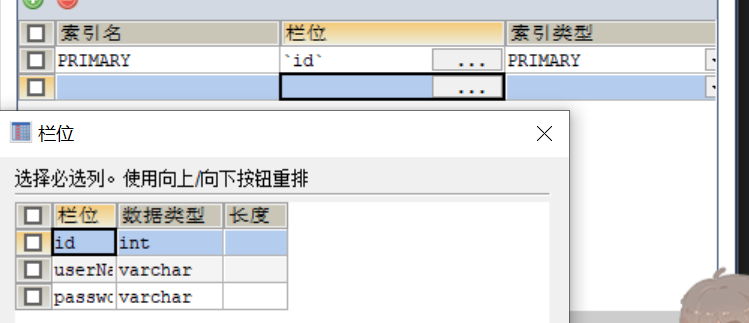 索引名 栏位 索引类型
PRIMARY `id` ... PRIMARY
...
栏位
选择必选列。使用向上/向下按钮重排
栏位 数据类型 长度
id int
userNa varchar
passwo varchar